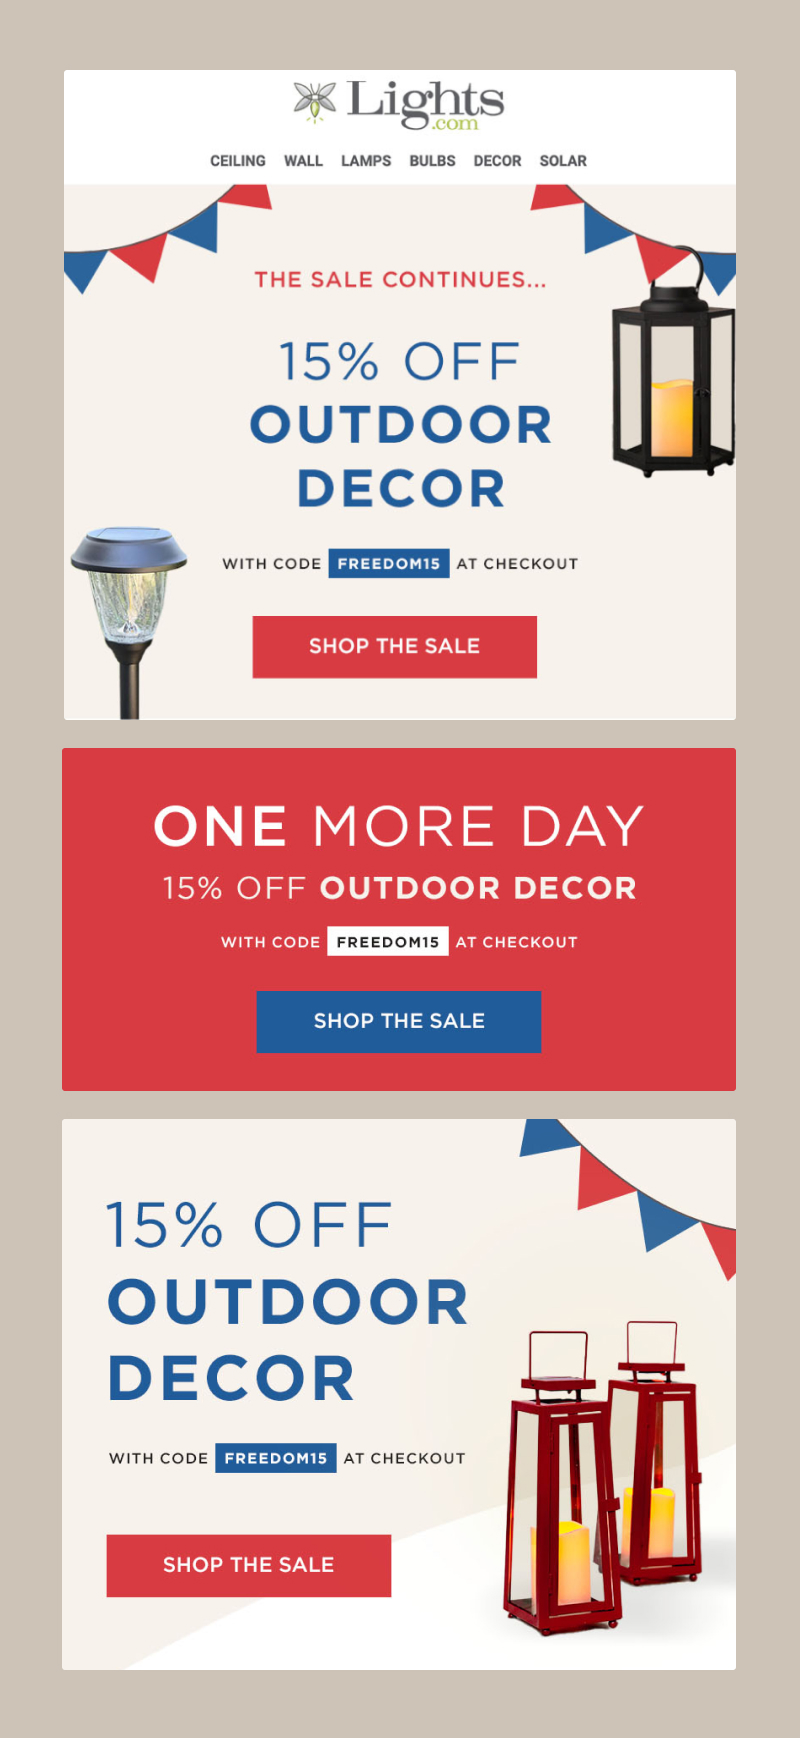 Lights
.com
CEILING WALL LAMPS BULBS DECOR SOLAR
THE SALE CONTINUES...
15% OFF
OUTDOOR
DECOR
WITH CODE FREEDOM15 AT CHECKOUT
SHOP THE SALE
ONE MORE DAY
15% OFF OUTDOOR DECOR
WITH CODE FREEDOM15 AT CHECKOUT
SHOP THE SALE
15% OFF
OUTDOOR
DECOR
WITH CODE FREEDOM15 AT CHECKOUT
SHOP THE SALE